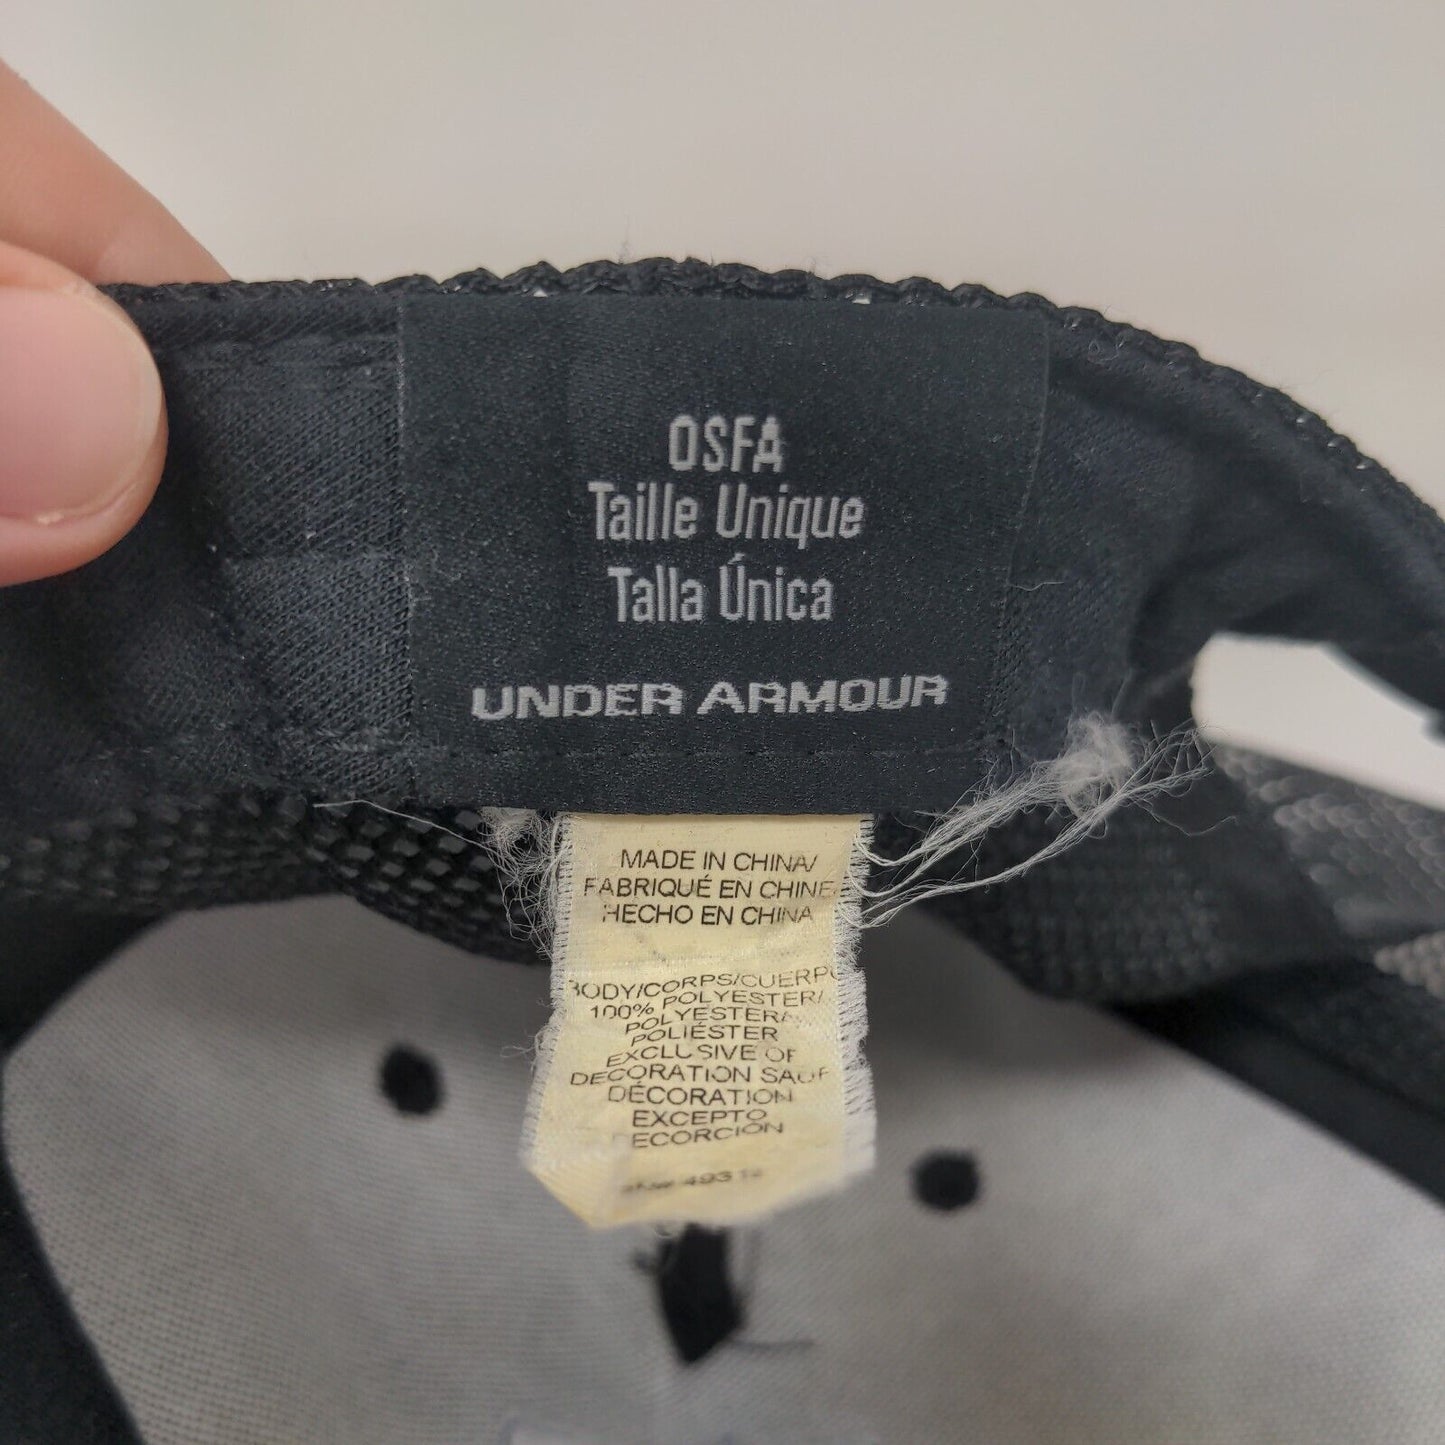 OSFA
Taille Unique
Talla Única
UNDER ARMOUR
MADE IN CHINA/
FABRIQUÉ EN CHINE
HECHO EN CHINA
BODY/CORPS/CUERPO
100% POLYESTER/
POLYESTER/
POLIÉSTER
EXCLUSIVE OF
DECORATION SAUF
DÉCORATION
EXCEPTO
DECORCIÓN